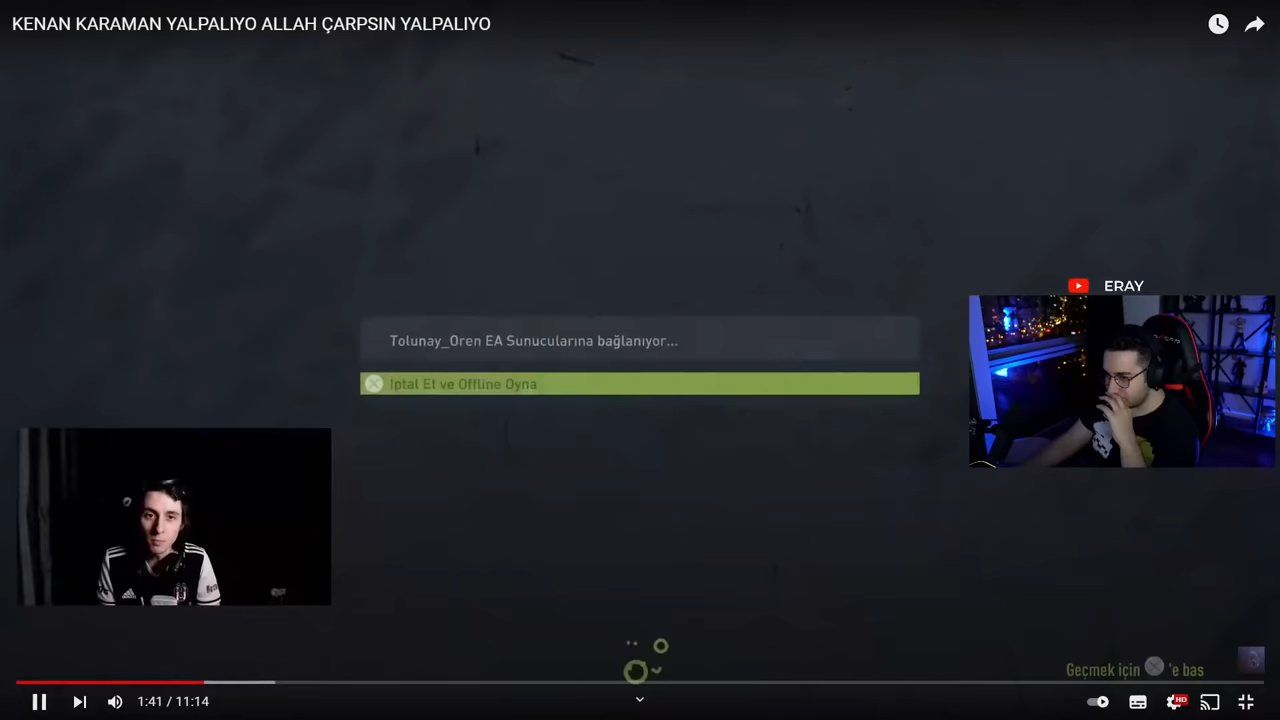 KENAN KARAMAN YALPALIYO ALLAH ÇARPSIN YALPALIYO
ERAY
Tolunay_Oren EA Sunucularına bağlanıyor...
İptal Et ve Offline Oyna
Geçmek için 'e bas
1:41 / 11:14
HD